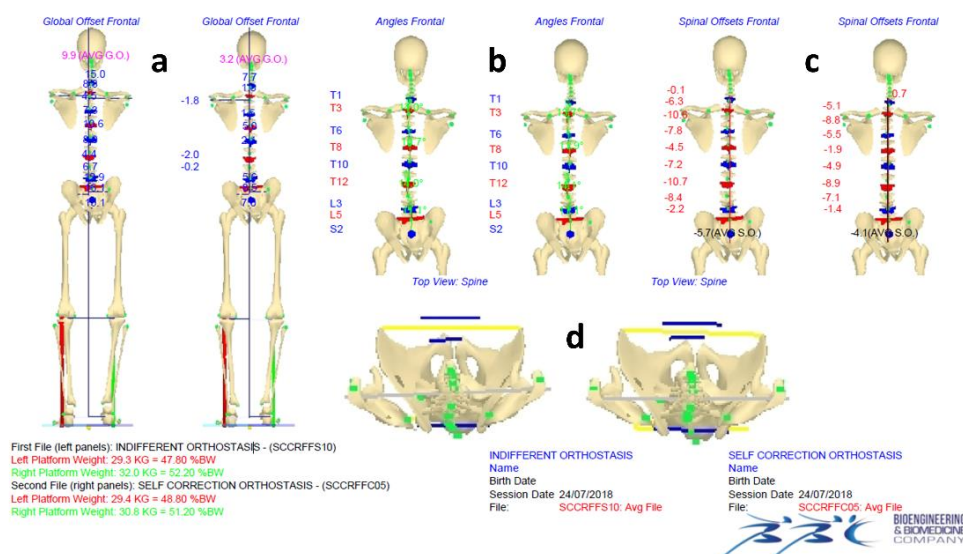 Global Offset Frontal
Global Offset Frontal
Angles Frontal
Angles Frontal
Spinal Offsets Frontal
Spinal Offsets Frontal
9.9 (AVG G.O.)
a
3.2 (AVG G.O.)
b
c
15.0
7.7
-1.8
-2.0
-0.2
T1
T3
T6
T8
T10
T12
L3
L5
S2
T1
T3
T6
T8
T10
T12
L3
L5
S2
-0.1
-6.3
-7.8
-4.5
-7.2
-10.7
-8.4
-2.2
-5.7(AVG S.O.)
0.7
-5.1
-8.8
-5.5
-1.9
-4.9
-8.9
-7.1
-1.4
-4.1(AVG S.O.)
Top View: Spine
Top View: Spine
d
First File (left panels): INDIFFERENT ORTHOSTASIS - (SCCRFFS10)
Left Platform Weight: 29.3 KG = 47.80 %BW
Right Platform Weight: 32.0 KG = 52.20 %BW
Second File (right panels): SELF CORRECTION ORTHOSTASIS - (SCCRFFC05)
Left Platform Weight: 29.4 KG = 48.80 %BW
Right Platform Weight: 30.8 KG = 51.20 %BW
INDIFFERENT ORTHOSTASIS
Name
Birth Date
Session Date 24/07/2018
File: SCCRFFS10: Avg File
SELF CORRECTION ORTHOSTASIS
Name
Birth Date
Session Date 24/07/2018
File: SCCRFFC05: Avg File
BIOENGINEERING
& BIOMEDICINE
COMPANY